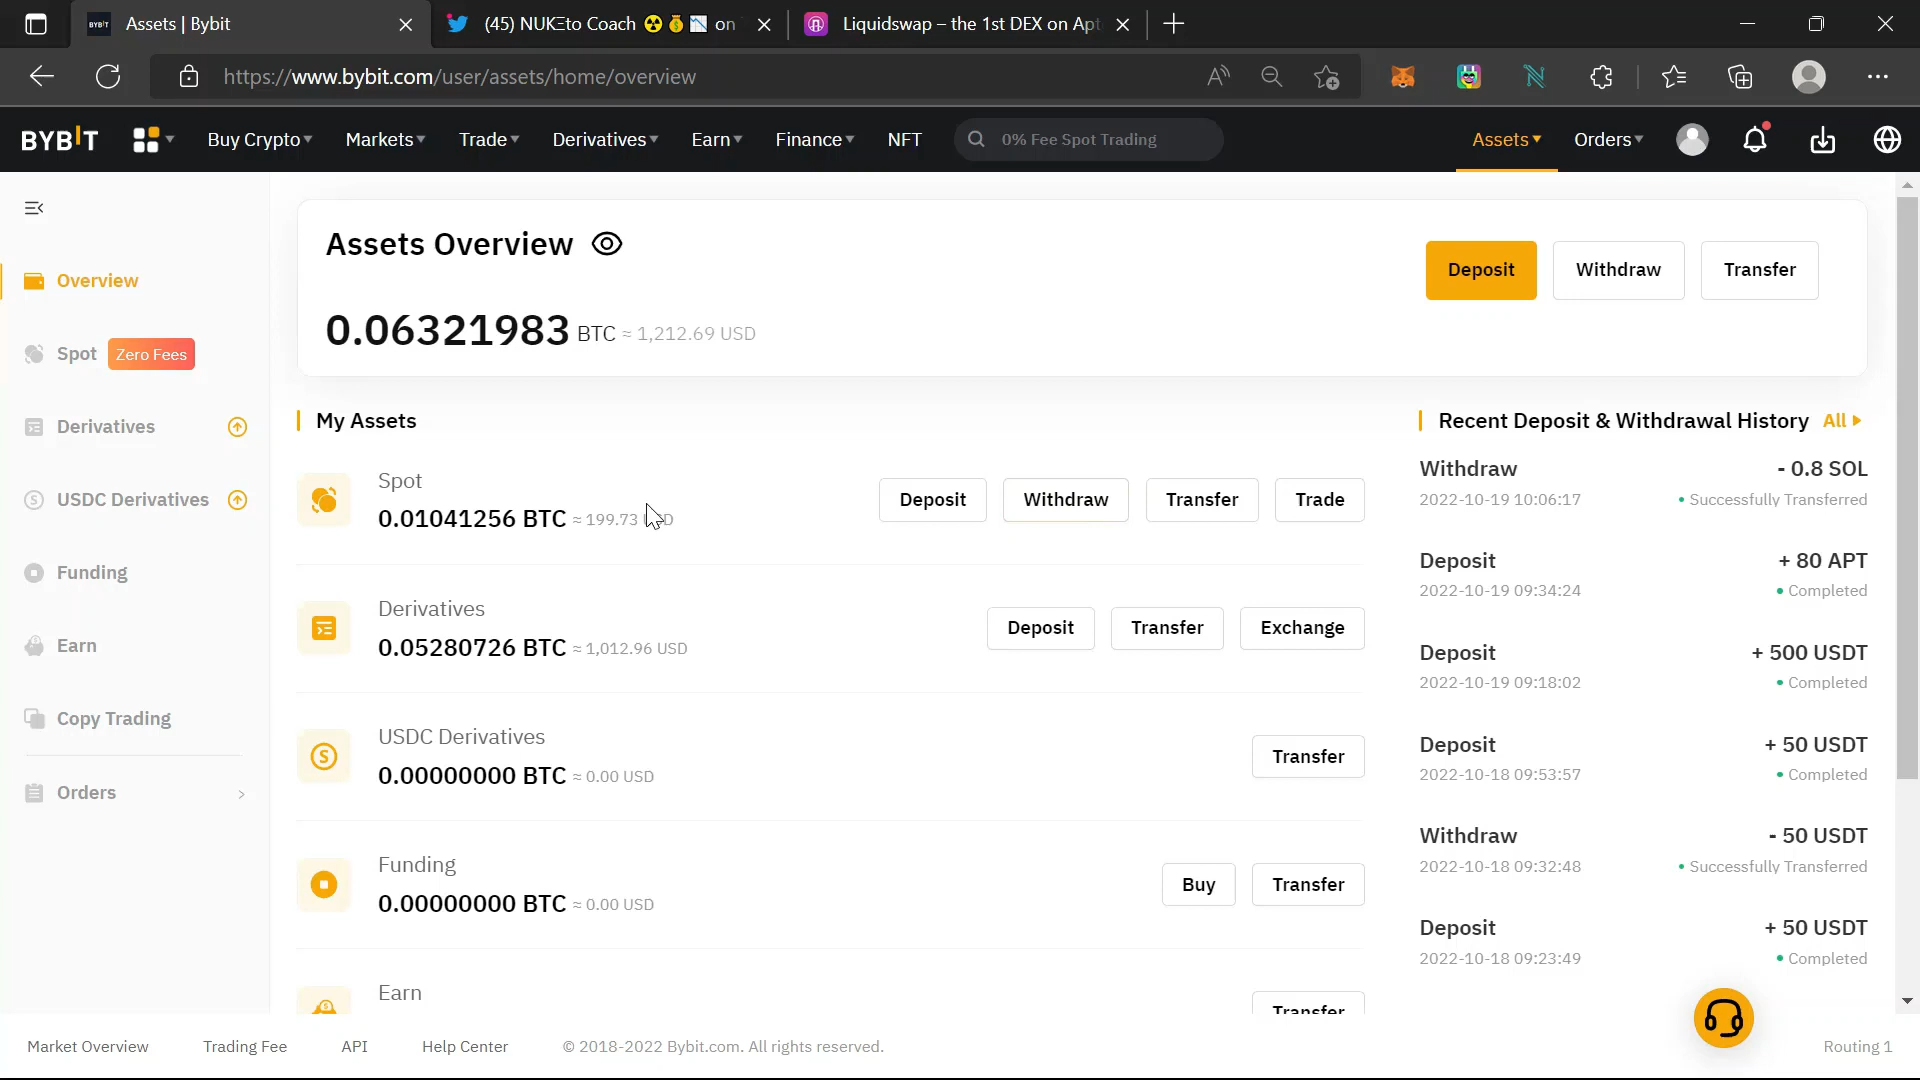 Assets | Bybit
(45) NUKΞto Coach ☢💰📉 on
Liquidswap – the 1st DEX on Apt
https://www.bybit.com/user/assets/home/overview
BYBIT
Buy Crypto
Markets
Trade
Derivatives
Earn
Finance
NFT
0% Fee Spot Trading
Assets
Orders
Overview
Spot
Zero Fees
Derivatives
USDC Derivatives
Funding
Earn
Copy Trading
Orders
Assets Overview
0.06321983 BTC ≈ 1,212.69 USD
Deposit
Withdraw
Transfer
My Assets
Spot
0.01041256 BTC ≈ 199.73
Deposit
Withdraw
Transfer
Trade
Derivatives
0.05280726 BTC ≈ 1,012.96 USD
Deposit
Transfer
Exchange
USDC Derivatives
0.00000000 BTC ≈ 0.00 USD
Transfer
Funding
0.00000000 BTC ≈ 0.00 USD
Buy
Transfer
Earn
Transfer
Recent Deposit & Withdrawal History
All
Withdraw - 0.8 SOL
2022-10-19 10:06:17 • Successfully Transferred
Deposit + 80 APT
2022-10-19 09:34:24 • Completed
Deposit + 500 USDT
2022-10-19 09:18:02 • Completed
Deposit + 50 USDT
2022-10-18 09:53:57 • Completed
Withdraw - 50 USDT
2022-10-18 09:32:48 • Successfully Transferred
Deposit + 50 USDT
2022-10-18 09:23:49 • Completed
Market Overview
Trading Fee
API
Help Center
© 2018-2022 Bybit.com. All rights reserved.
Routing 1